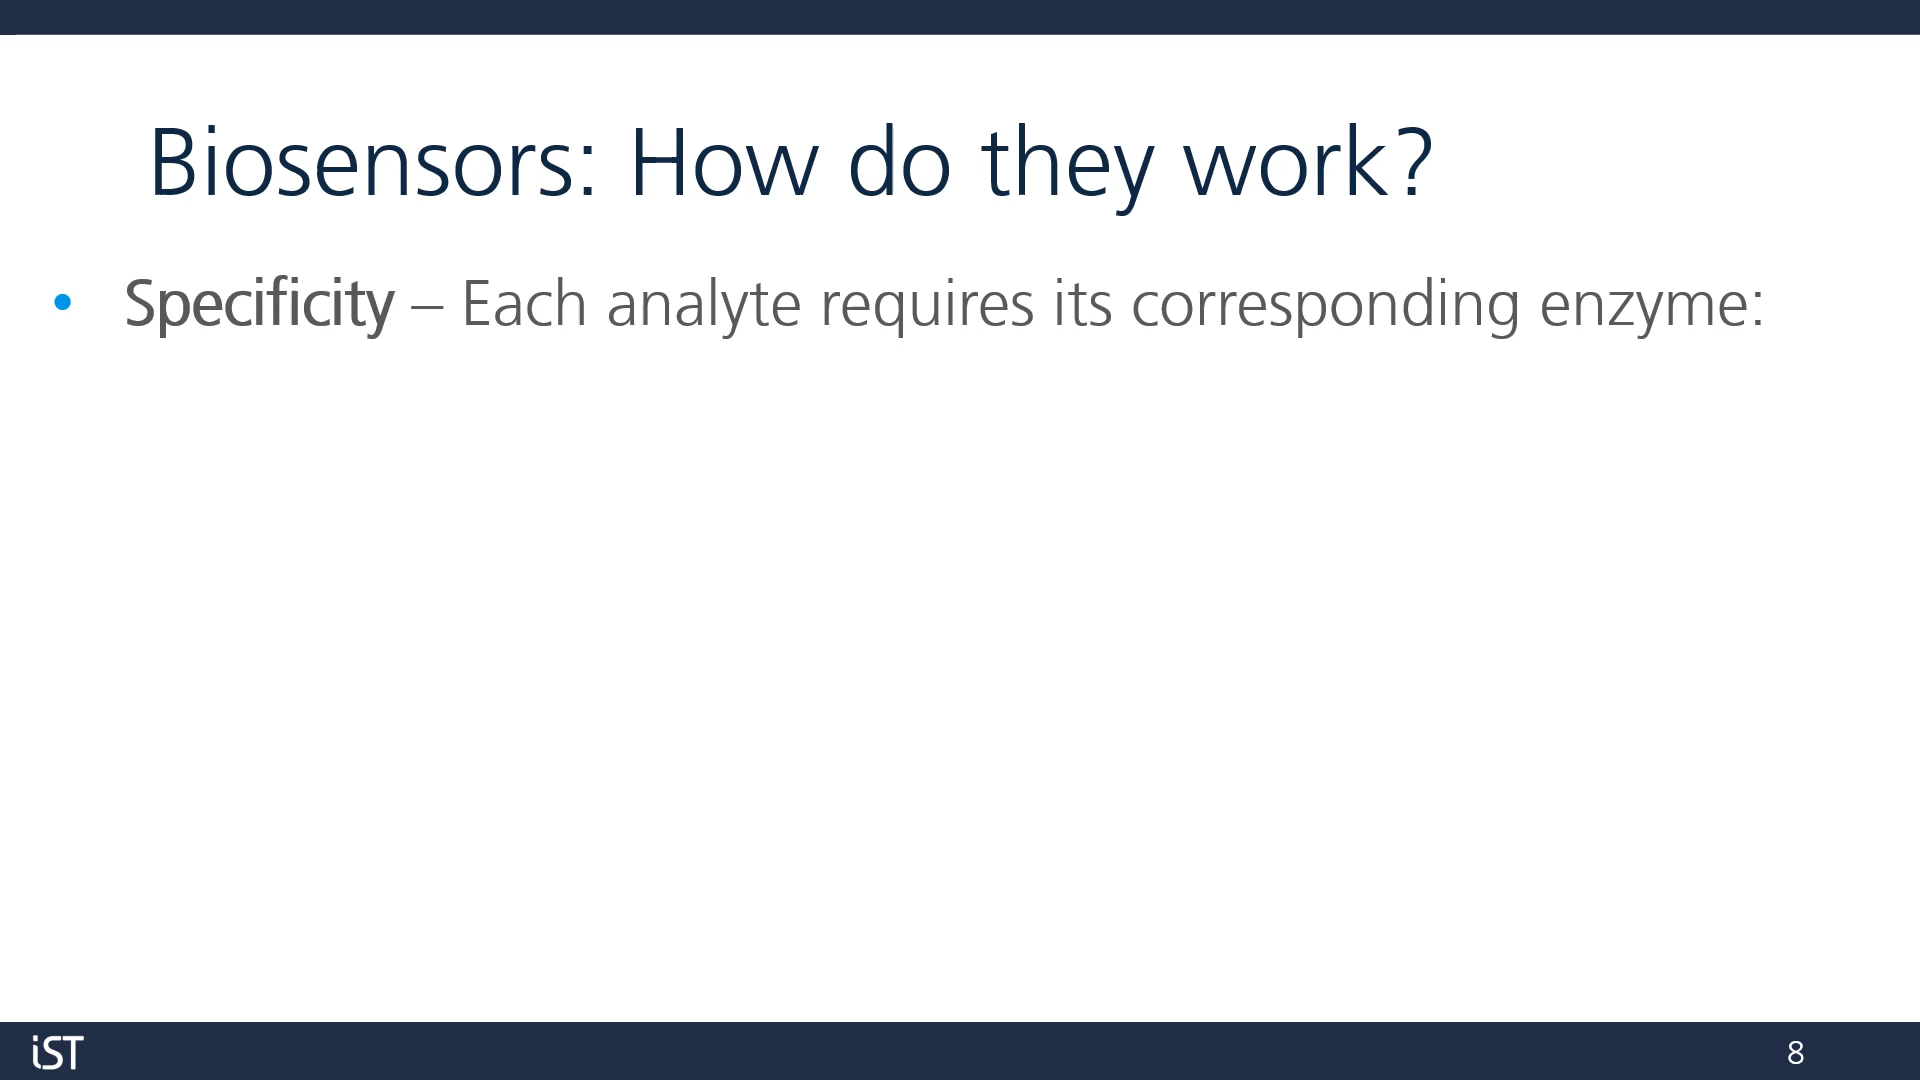 Biosensors: How do they work?
• Specificity – Each analyte requires its corresponding enzyme:
iST
8